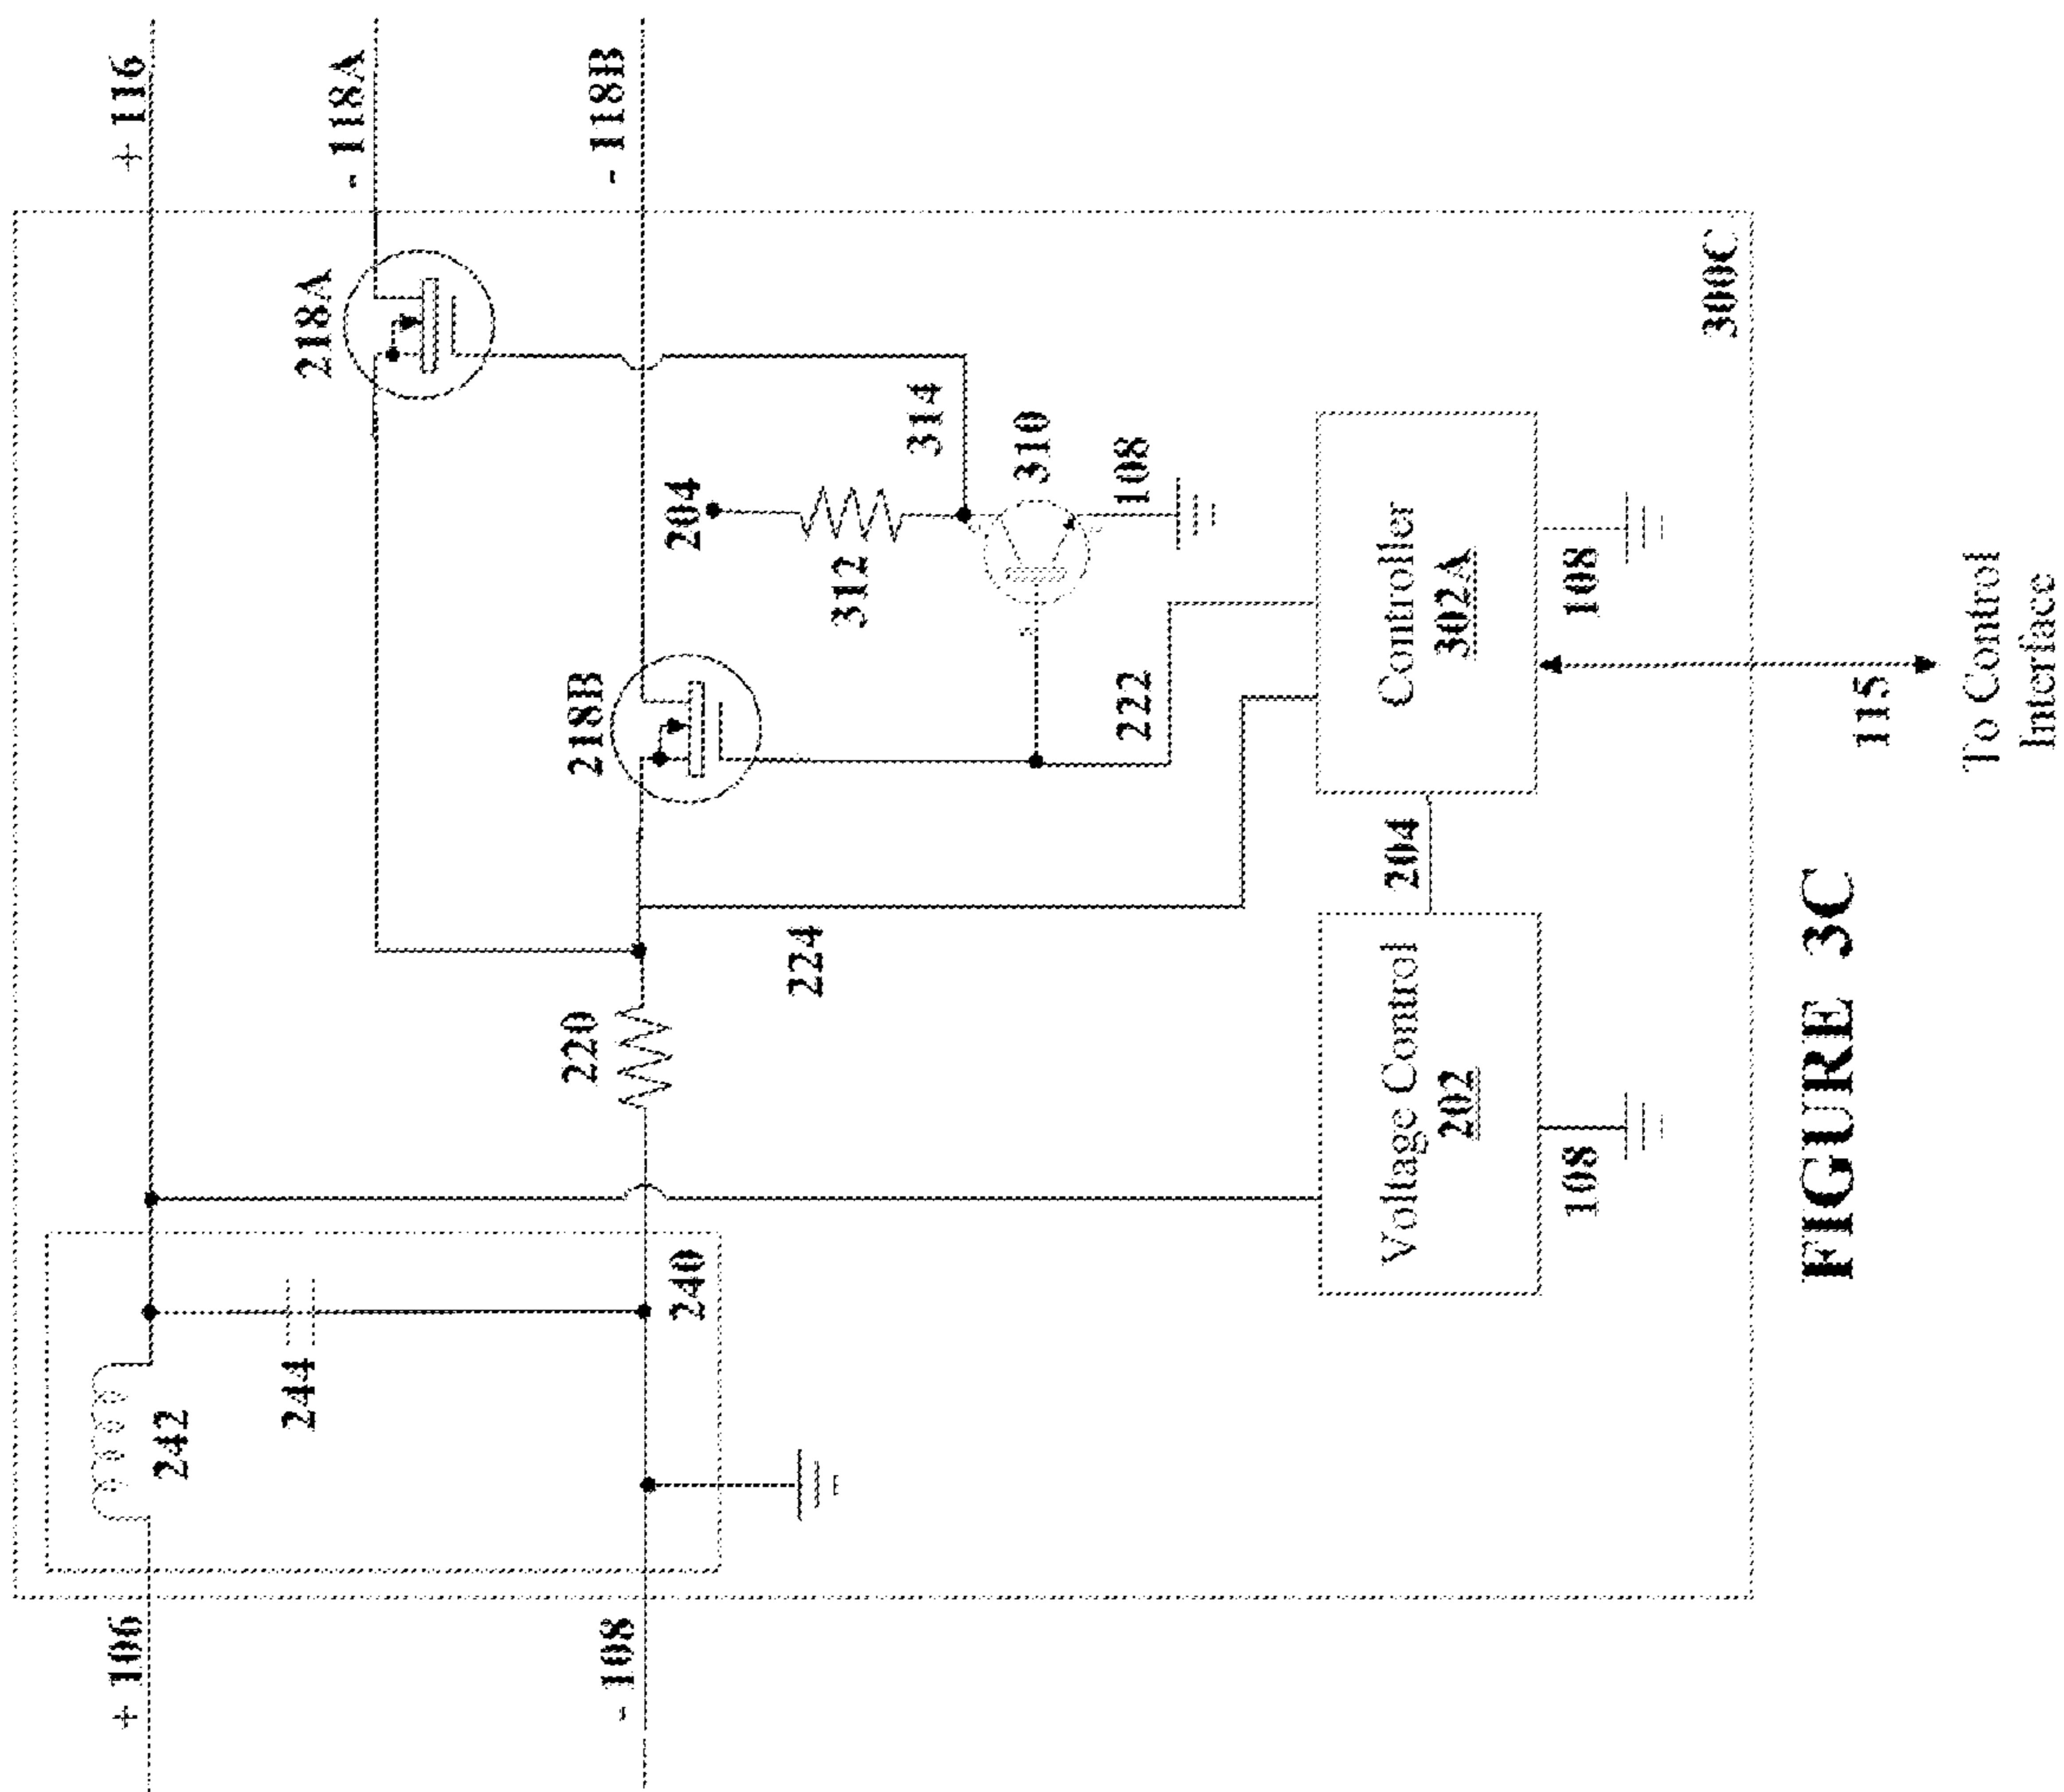 + 106
+ 116
242
244
218A
- 118A
- 108
240
220
218B
- 118B
224
204
312
314
310
108
222
Voltage Control
202
204
Controller
302A
108
108
300C
115
To Control
Interface
FIGURE 3C